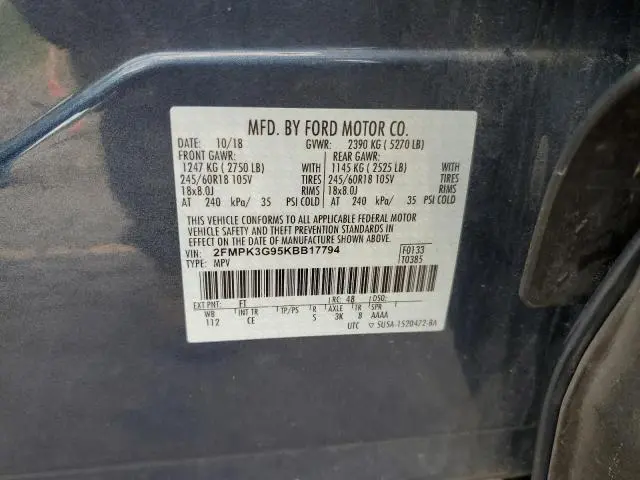 MFD. BY FORD MOTOR CO.
DATE: 10/18 GVWR: 2390 KG ( 5270 LB)
FRONT GAWR: REAR GAWR:
1247 KG ( 2750 LB) WITH 1145 KG ( 2525 LB) WITH
245/60R18 105V TIRES 245/60R18 105V TIRES
18x8.0J RIMS 18x8.0J RIMS
AT 240 kPa/ 35 PSI COLD AT 240 kPa/ 35 PSI COLD
THIS VEHICLE CONFORMS TO ALL APPLICABLE FEDERAL MOTOR
VEHICLE SAFETY AND THEFT PREVENTION STANDARDS IN
EFFECT ON THE DATE OF MANUFACTURE SHOWN ABOVE.
VIN: 2FMPK3G95KBB17794 F0133
TYPE: MPV T0385
EXT PNT: FT RC: 48 DSO:
WB INT TR TP/PS R AXLE TR SPR
112 CE S 3K 8 AAAA
UTC ▽ 5U5A-1520472-BA